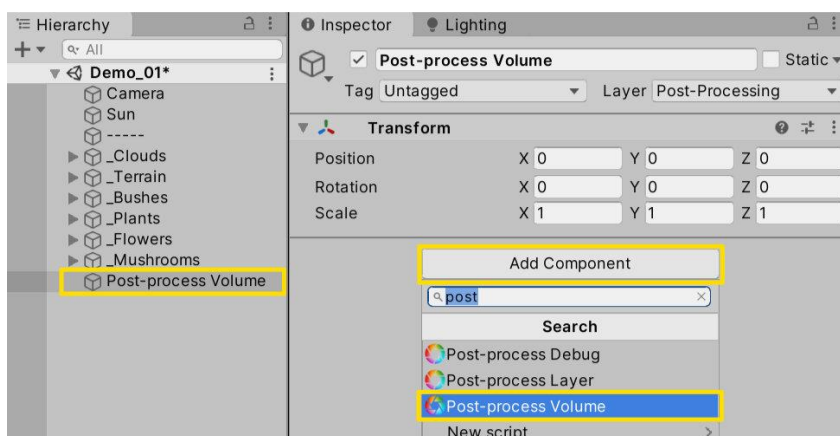 Hierarchy
All
Demo_01*
Camera
Sun
-----
_Clouds
_Terrain
_Bushes
_Plants
_Flowers
_Mushrooms
Post-process Volume
Inspector Lighting
Post-process Volume Static
Tag Untagged Layer Post-Processing
Transform
Position X 0 Y 0 Z 0
Rotation X 0 Y 0 Z 0
Scale X 1 Y 1 Z 1
Add Component
post
Search
Post-process Debug
Post-process Layer
Post-process Volume
New script